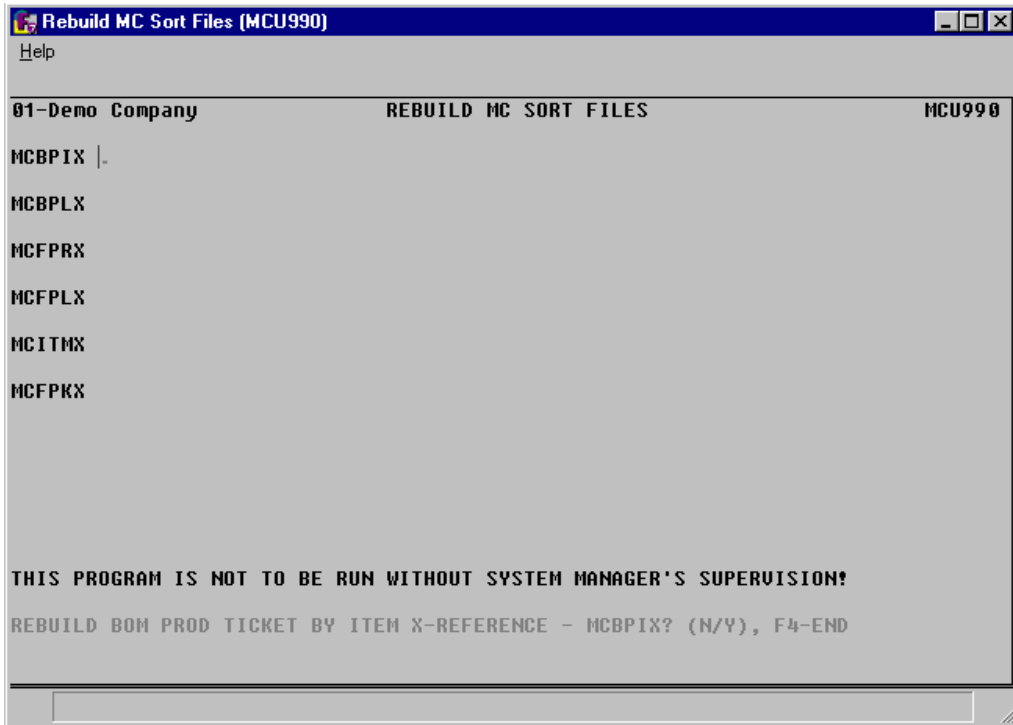 Rebuild MC Sort Files (MCU990)
Help
01-Demo Company REBUILD MC SORT FILES MCU990
MCBPIX .
MCBPLX
MCFPRX
MCFPLX
MCITMX
MCFPKX
THIS PROGRAM IS NOT TO BE RUN WITHOUT SYSTEM MANAGER'S SUPERVISION!
REBUILD BOM PROD TICKET BY ITEM X-REFERENCE - MCBPIX? (N/Y), F4-END